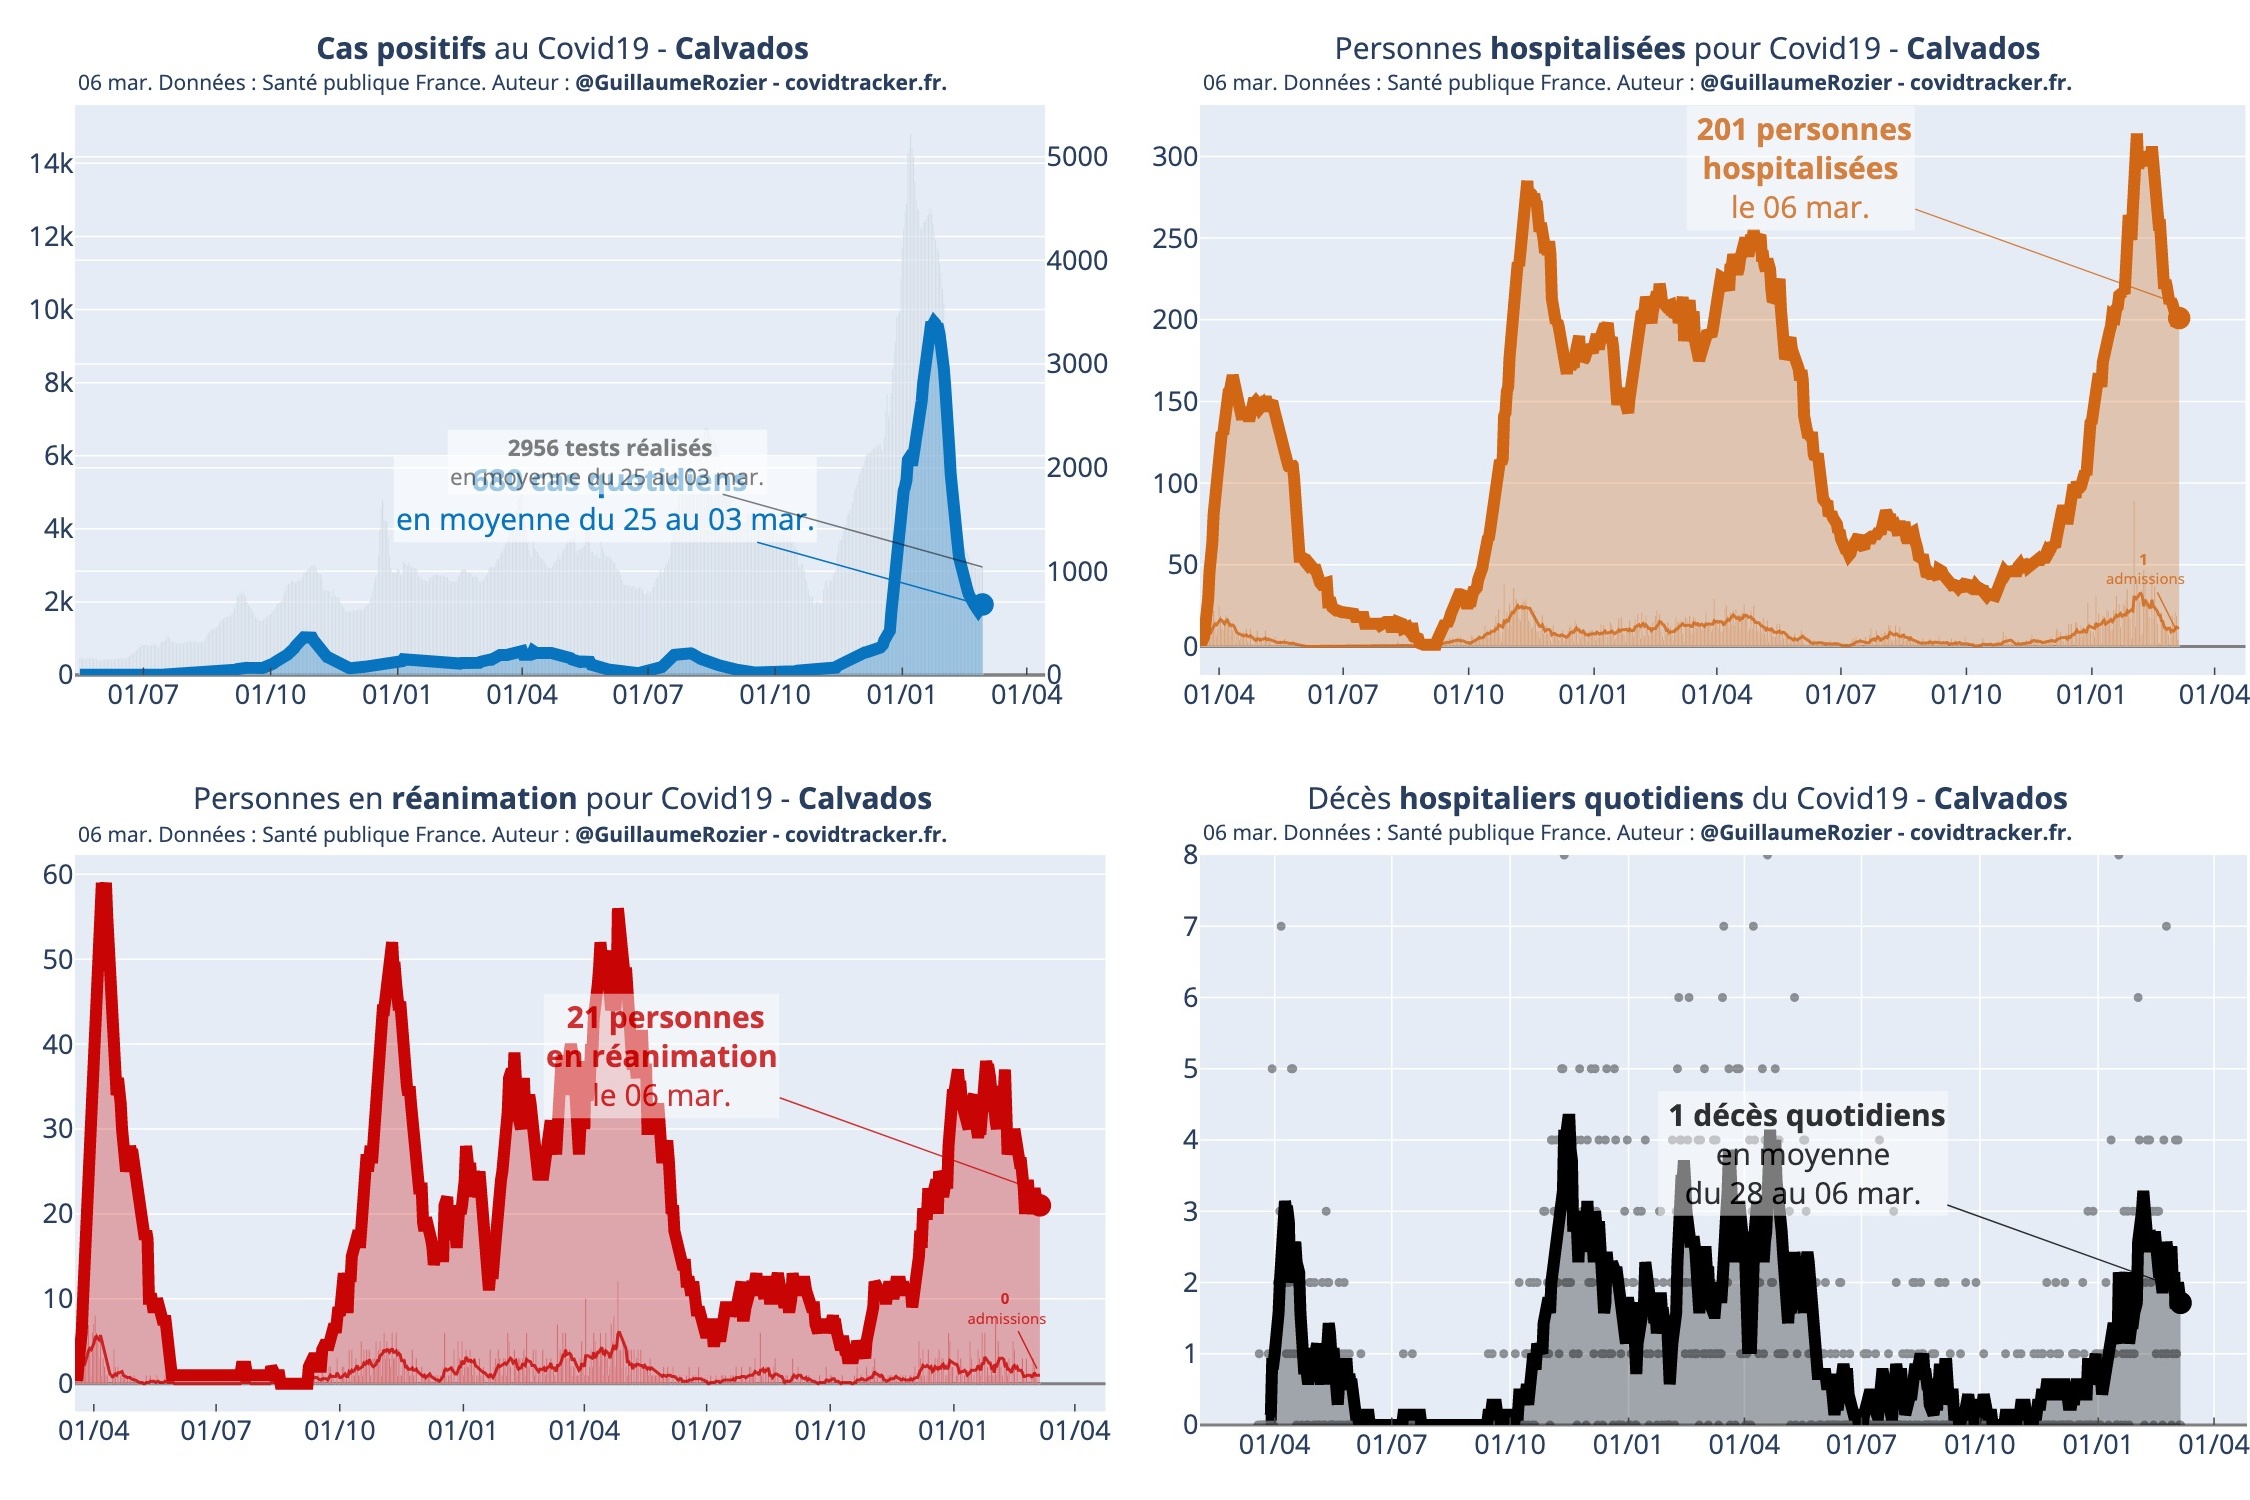 Cas positifs au Covid19 - Calvados
06 mar. Données : Santé publique France. Auteur : @GuillaumeRozier - covidtracker.fr.
14k
12k
10k
8k
6k
4k
2k
0
5000
4000
3000
2000
1000
0
2956 tests réalisés
en moyenne du 25 au 03 mar.
680 cas quotidiens
en moyenne du 25 au 03 mar.
01/07 01/10 01/01 01/04 01/07 01/10 01/01 01/04
Personnes hospitalisées pour Covid19 - Calvados
06 mar. Données : Santé publique France. Auteur : @GuillaumeRozier - covidtracker.fr.
300
250
200
150
100
50
0
201 personnes
hospitalisées
le 06 mar.
1
admissions
01/04 01/07 01/10 01/01 01/04 01/07 01/10 01/01 01/04
Personnes en réanimation pour Covid19 - Calvados
06 mar. Données : Santé publique France. Auteur : @GuillaumeRozier - covidtracker.fr.
60
50
40
30
20
10
0
21 personnes
en réanimation
le 06 mar.
0
admissions
01/04 01/07 01/10 01/01 01/04 01/07 01/10 01/01 01/04
Décès hospitaliers quotidiens du Covid19 - Calvados
06 mar. Données : Santé publique France. Auteur : @GuillaumeRozier - covidtracker.fr.
8
7
6
5
4
3
2
1
0
1 décès quotidiens
en moyenne
du 28 au 06 mar.
01/04 01/07 01/10 01/01 01/04 01/07 01/10 01/01 01/04